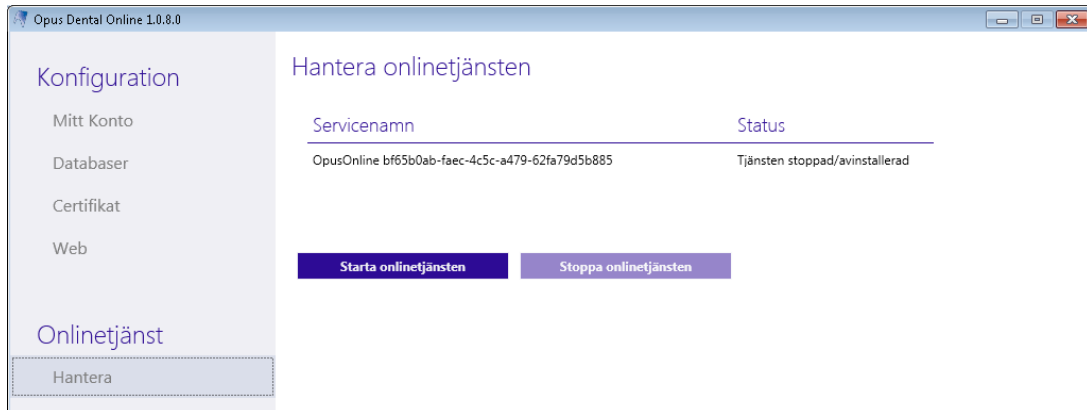 Opus Dental Online 1.0.8.0
Konfiguration
Mitt Konto
Databaser
Certifikat
Web
Onlinetjänst
Hantera
Hantera onlinetjänsten
Servicenamn Status
OpusOnline bf65b0ab-faec-4c5c-a479-62fa79d5b885 Tjänsten stoppad/avinstallerad
Starta onlinetjänsten Stoppa onlinetjänsten